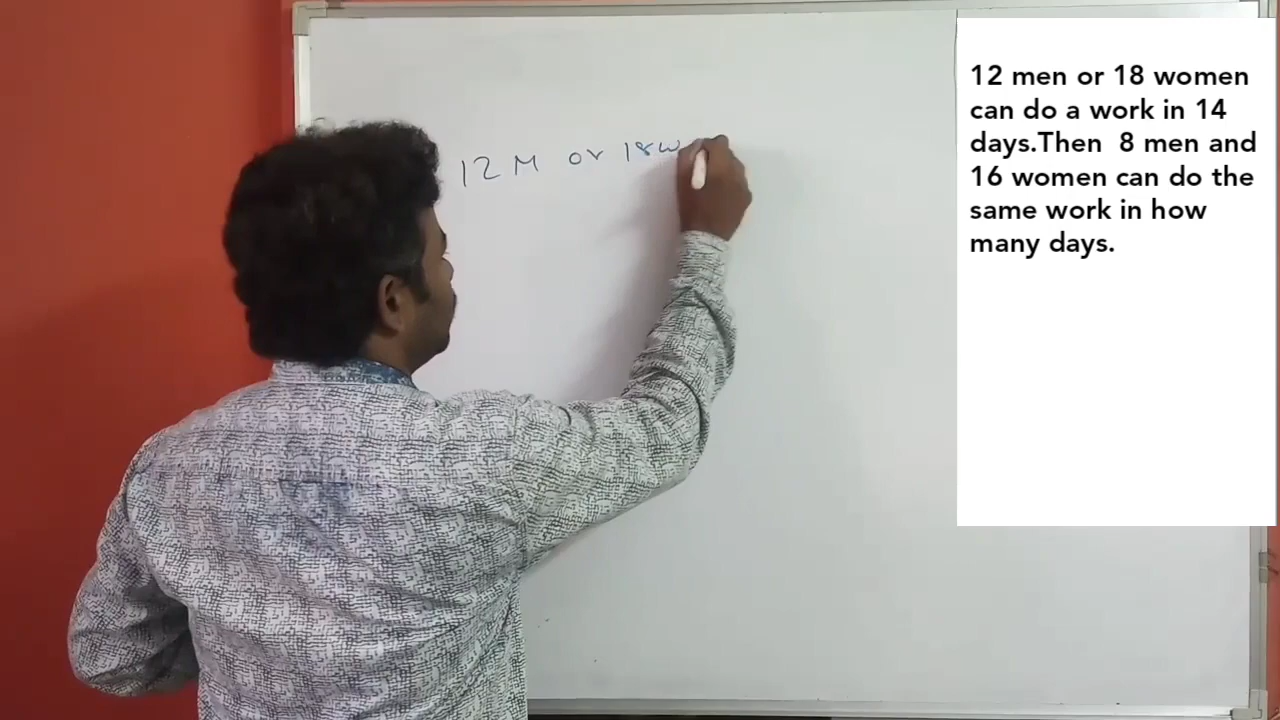 12 M or 18w
12 men or 18 women
can do a work in 14
days.Then 8 men and
16 women can do the
same work in how
many days.